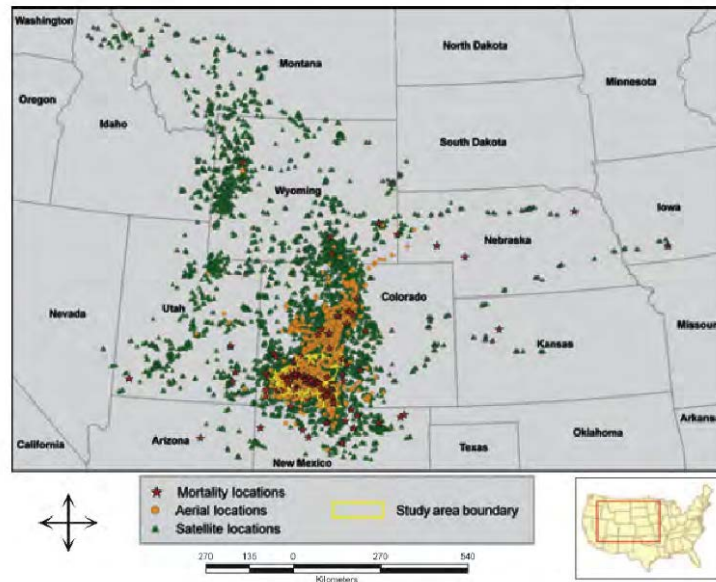 Washington
North Dakota
Montana
Minnesota
Oregon
Idaho
South Dakota
Wyoming
Iowa
Nebraska
Nevada
Utah
Colorado
Kansas
Missour
California
Arizona
New Mexico
Texas
Oklahoma
Arkansa
Mortality locations
Aerial locations
Study area boundary
Satellite locations
270 135 0 270 540
Kilometers